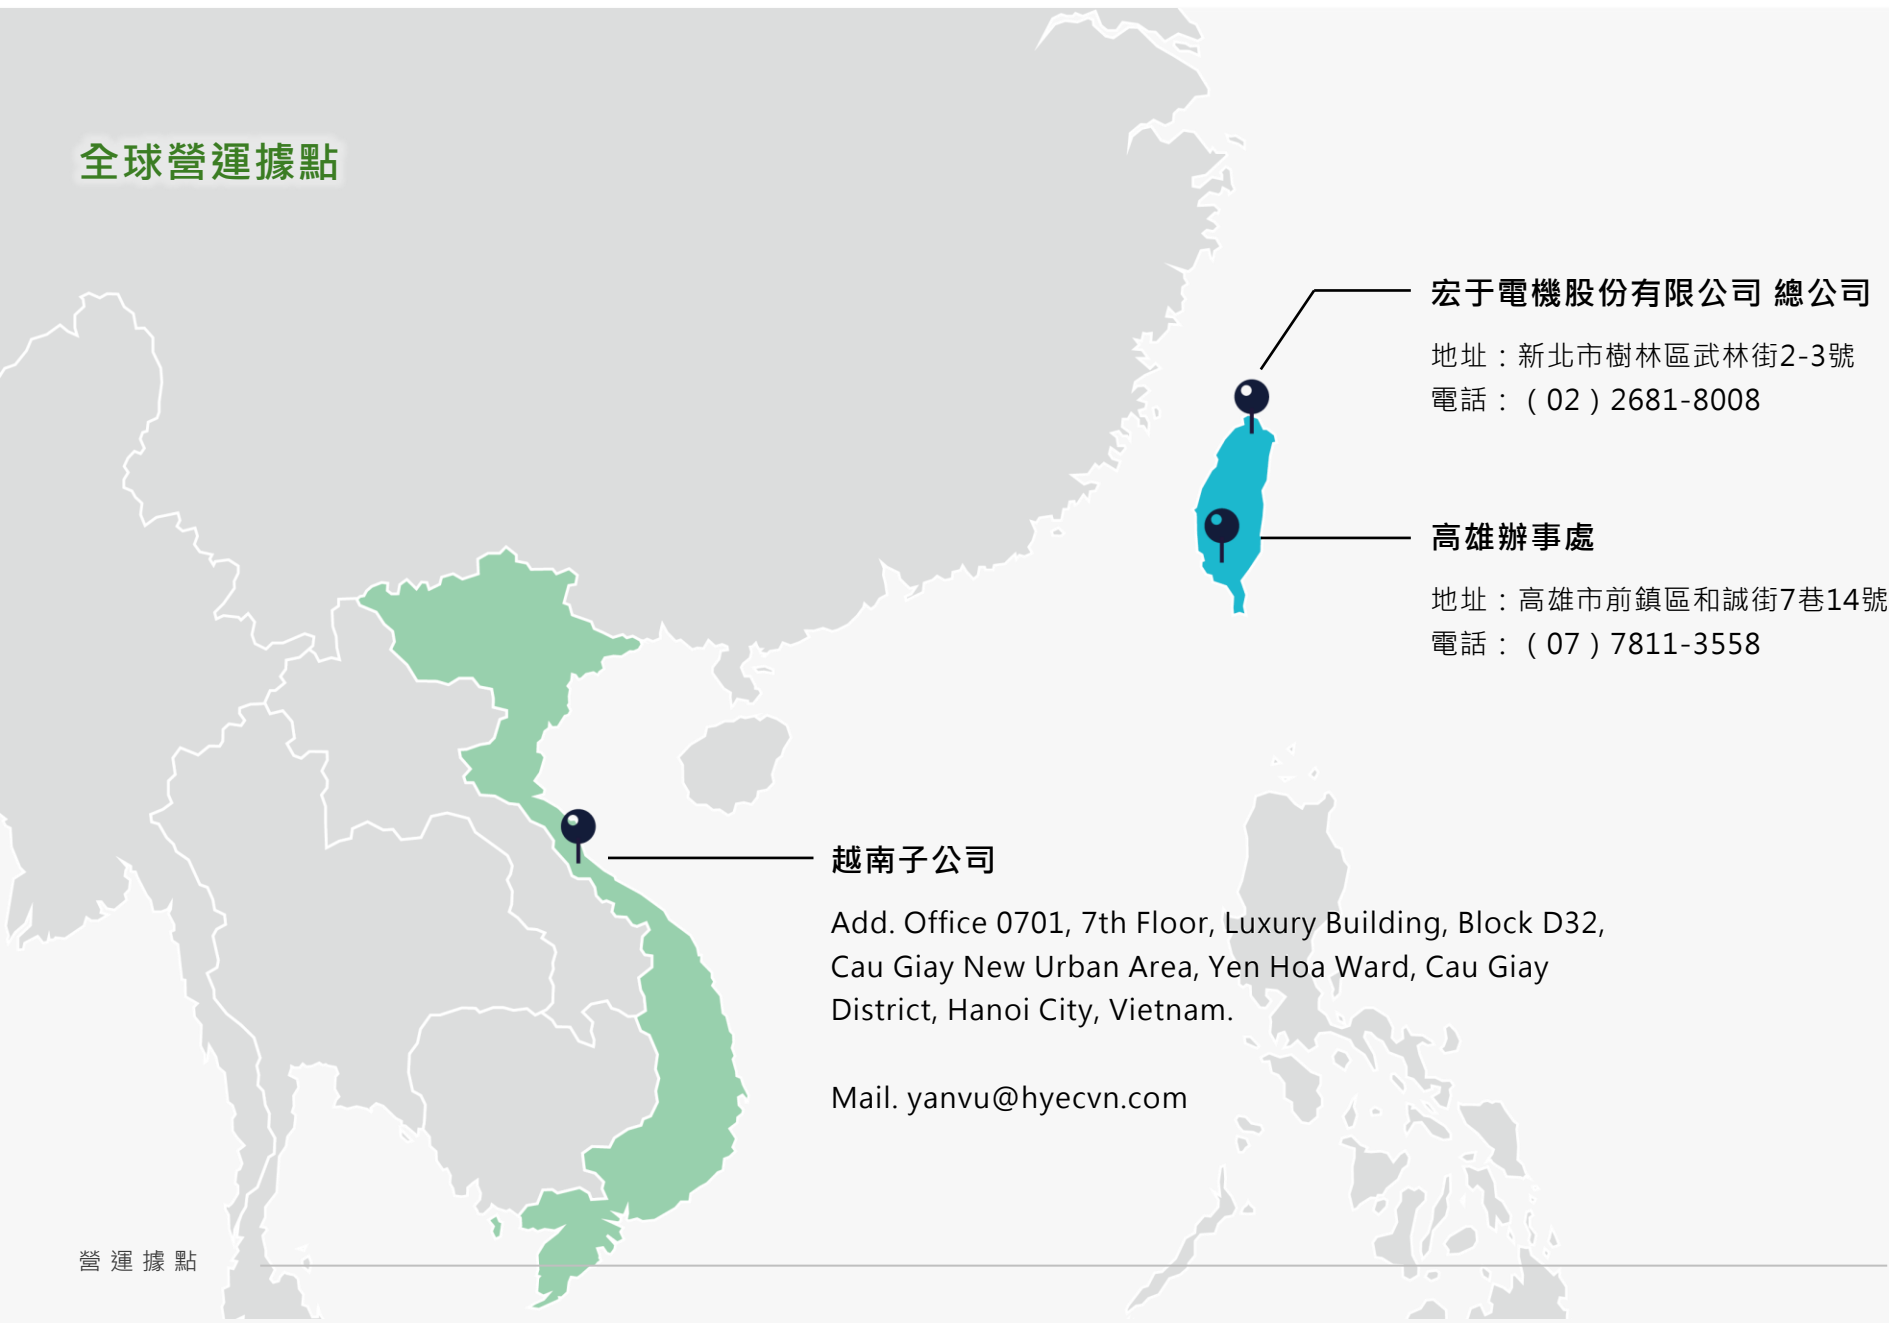 全球營運據點
宏于電機股份有限公司 總公司
地址：新北市樹林區武林街2-3號
電話：（02）2681-8008
高雄辦事處
地址：高雄市前鎮區和誠街7巷14號
電話：（07）7811-3558
越南子公司
Add. Office 0701, 7th Floor, Luxury Building, Block D32,
Cau Giay New Urban Area, Yen Hoa Ward, Cau Giay
District, Hanoi City, Vietnam.
Mail. yanvu@hyecvn.com
營運據點